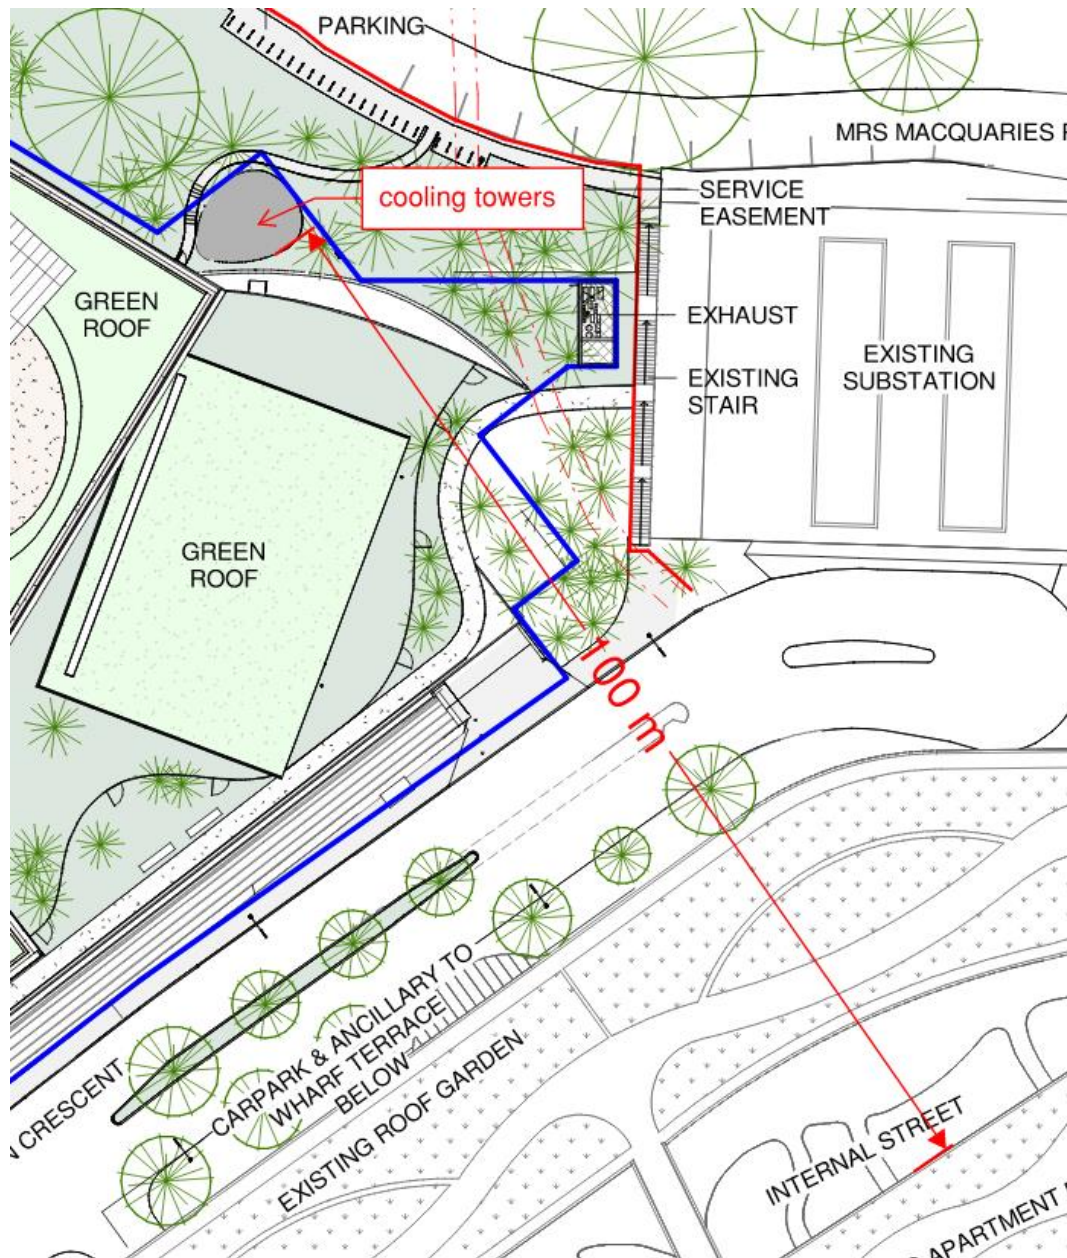 PARKING
MRS MACQUARIES
cooling towers
SERVICE
EASEMENT
GREEN
ROOF
EXHAUST
EXISTING
SUBSTATION
EXISTING
STAIR
GREEN
ROOF
100 m
CRESCENT
CARPARK & ANCILLARY TO
WHARF TERRACE
BELOW
EXISTING ROOF GARDEN
INTERNAL STREET
APARTMENT